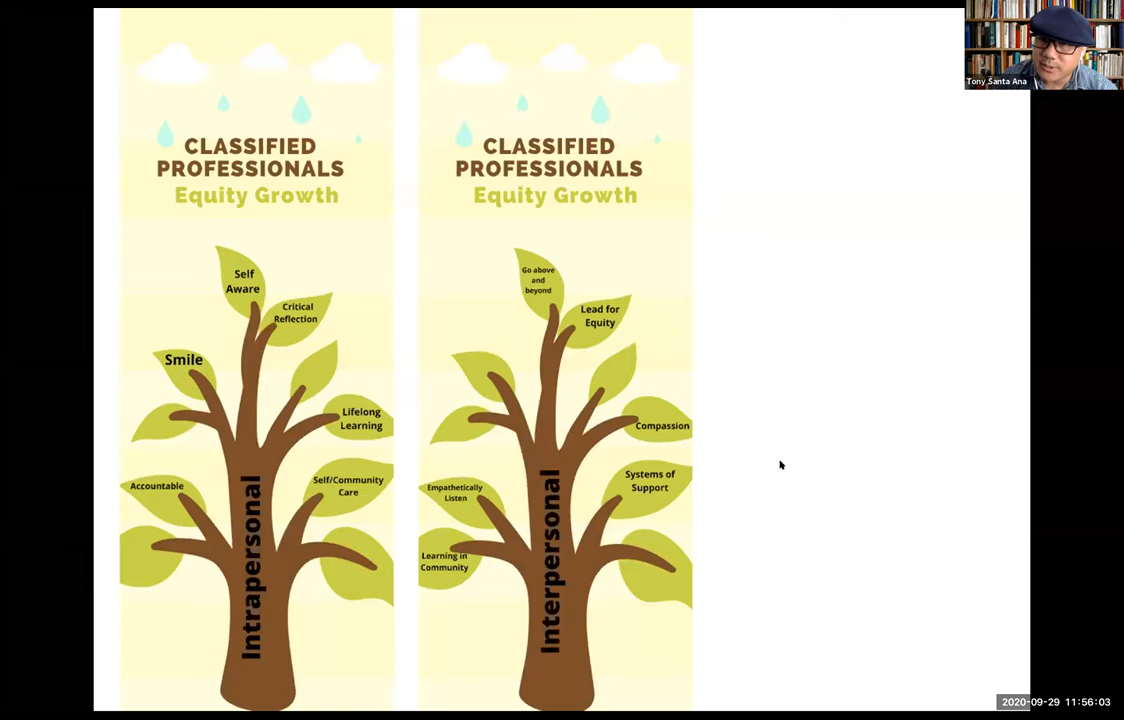 CLASSIFIED
PROFESSIONALS
Equity Growth
Self
Aware
Critical
Reflection
Smile
Lifelong
Learning
Accountable
Self/Community
Care
Intrapersonal
CLASSIFIED
PROFESSIONALS
Equity Growth
Go above
and
beyond
Lead for
Equity
Compassion
Systems of
Support
Empathetically
Listen
Learning in
Community
Interpersonal
Tony Santa Ana
2020-09-29 11:56:03